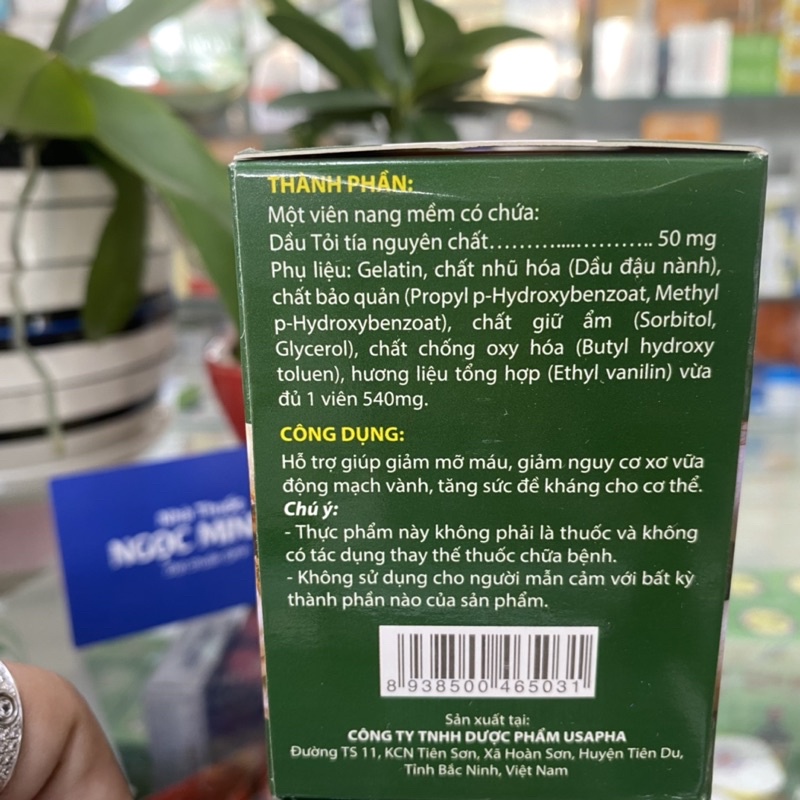 THÀNH PHẦN:
Một viên nang mềm có chứa:
Dầu Tỏi tía nguyên chất………....……….. 50 mg
Phụ liệu: Gelatin, chất nhũ hóa (Dầu đậu nành),
chất bảo quản (Propyl p-Hydroxybenzoat, Methyl
p-Hydroxybenzoat), chất giữ ẩm (Sorbitol,
Glycerol), chất chống oxy hóa (Butyl hydroxy
toluen), hương liệu tổng hợp (Ethyl vanilin) vừa
đủ 1 viên 540mg.
CÔNG DỤNG:
Hỗ trợ giúp giảm mỡ máu, giảm nguy cơ xơ vữa
động mạch vành, tăng sức đề kháng cho cơ thể.
Chú ý:
- Thực phẩm này không phải là thuốc và không
có tác dụng thay thế thuốc chữa bệnh.
- Không sử dụng cho người mẫn cảm với bất kỳ
thành phần nào của sản phẩm.
8 938500 465031
Sản xuất tại:
CÔNG TY TNHH DƯỢC PHẨM USAPHA
Đường TS 11, KCN Tiên Sơn, Xã Hoàn Sơn, Huyện Tiên Du,
Tỉnh Bắc Ninh, Việt Nam
Nhà Thuốc
NGỌC